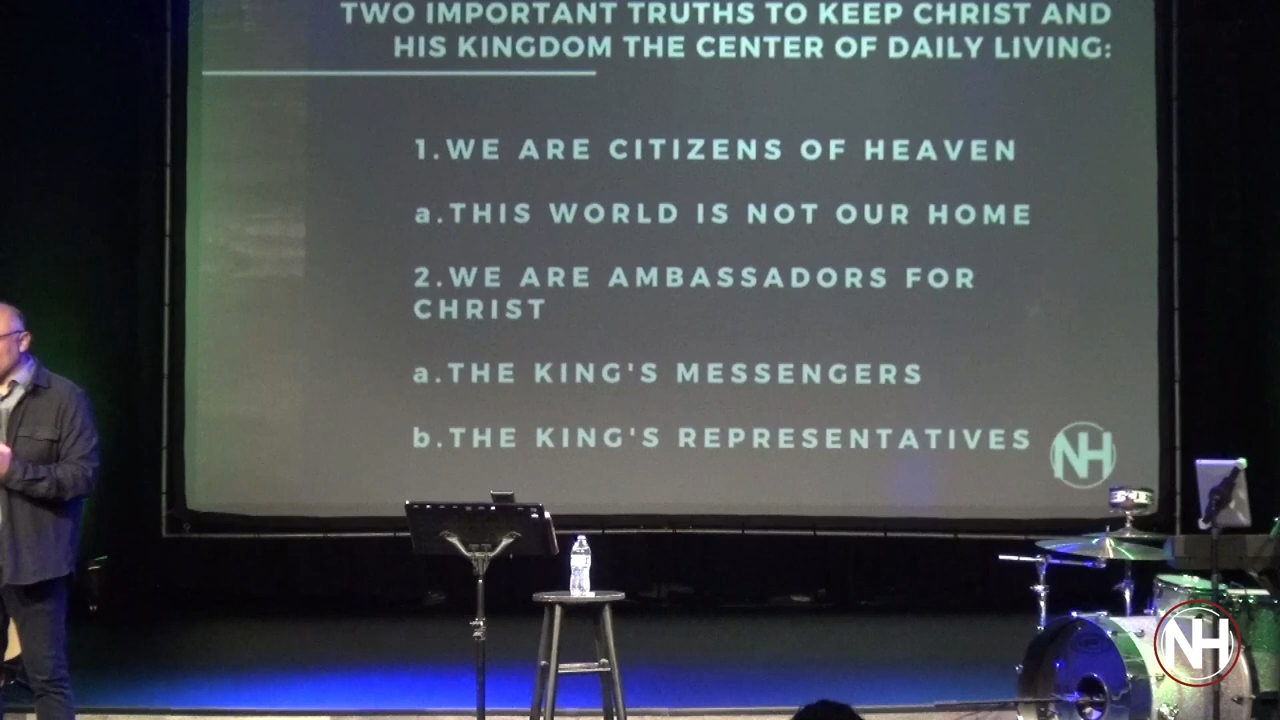 TWO IMPORTANT TRUTHS TO KEEP CHRIST AND
HIS KINGDOM THE CENTER OF DAILY LIVING:
1.WE ARE CITIZENS OF HEAVEN
a.THIS WORLD IS NOT OUR HOME
2.WE ARE AMBASSADORS FOR
CHRIST
a.THE KING'S MESSENGERS
b.THE KING'S REPRESENTATIVES
NH
NH